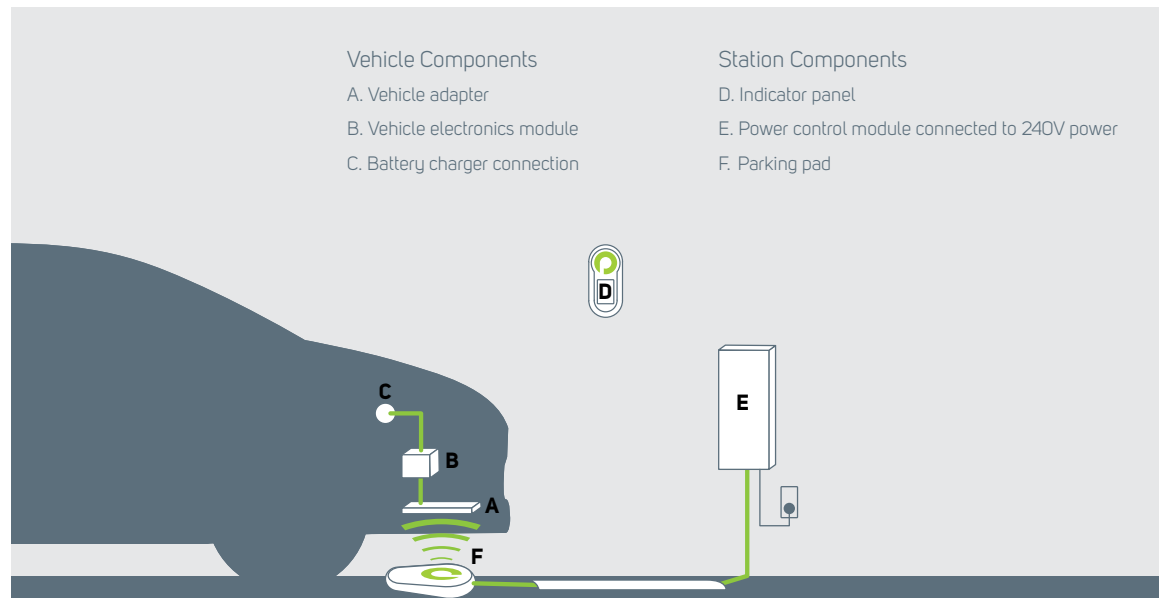 Vehicle Components
A. Vehicle adapter
B. Vehicle electronics module
C. Battery charger connection
Station Components
D. Indicator panel
E. Power control module connected to 240V power
F. Parking pad
D
C
B
A
E
F